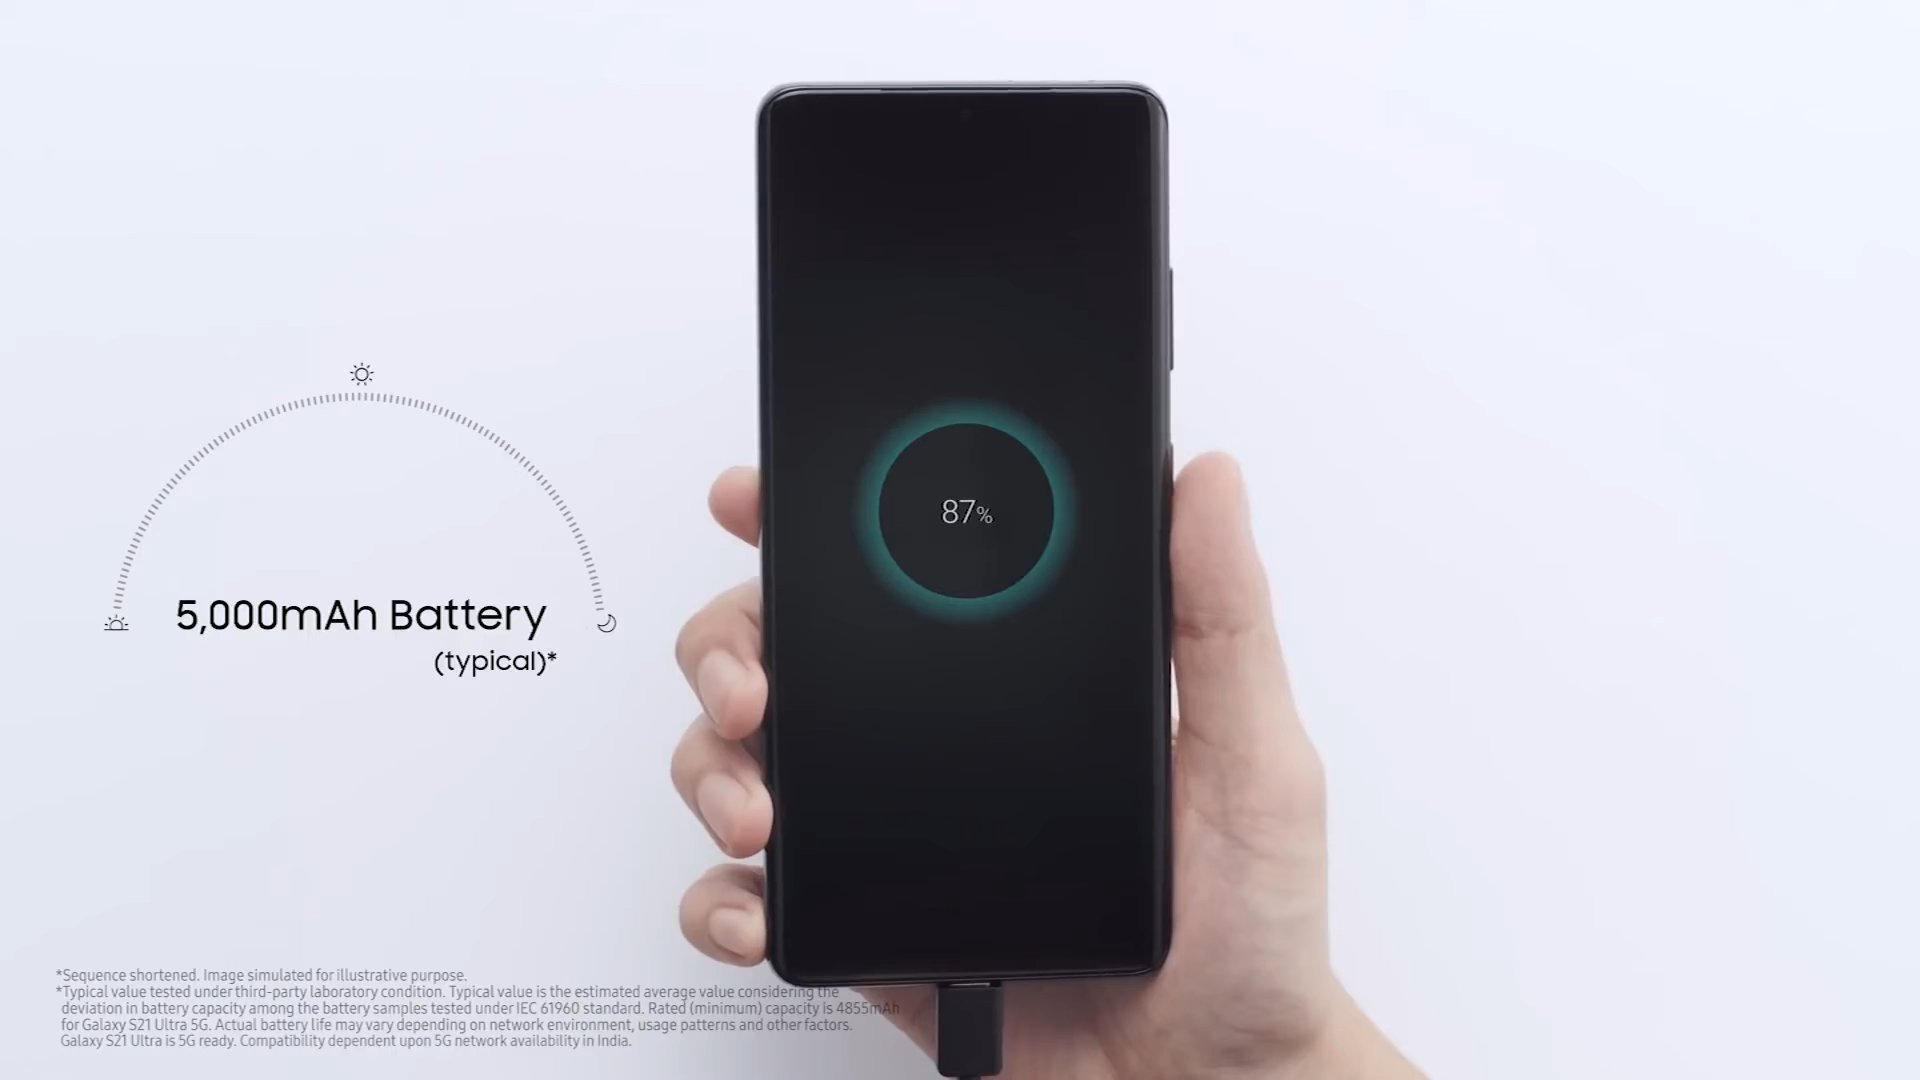 87%
5,000mAh Battery
(typical)*
*Sequence shortened. Image simulated for illustrative purpose.
*Typical value tested under third-party laboratory condition. Typical value is the estimated average value considering the
deviation in battery capacity among the battery samples tested under IEC 61960 standard. Rated (minimum) capacity is 4855mAh
for Galaxy S21 Ultra 5G. Actual battery life may vary depending on network environment, usage patterns and other factors.
Galaxy S21 Ultra is 5G ready. Compatibility dependent upon 5G network availability in India.